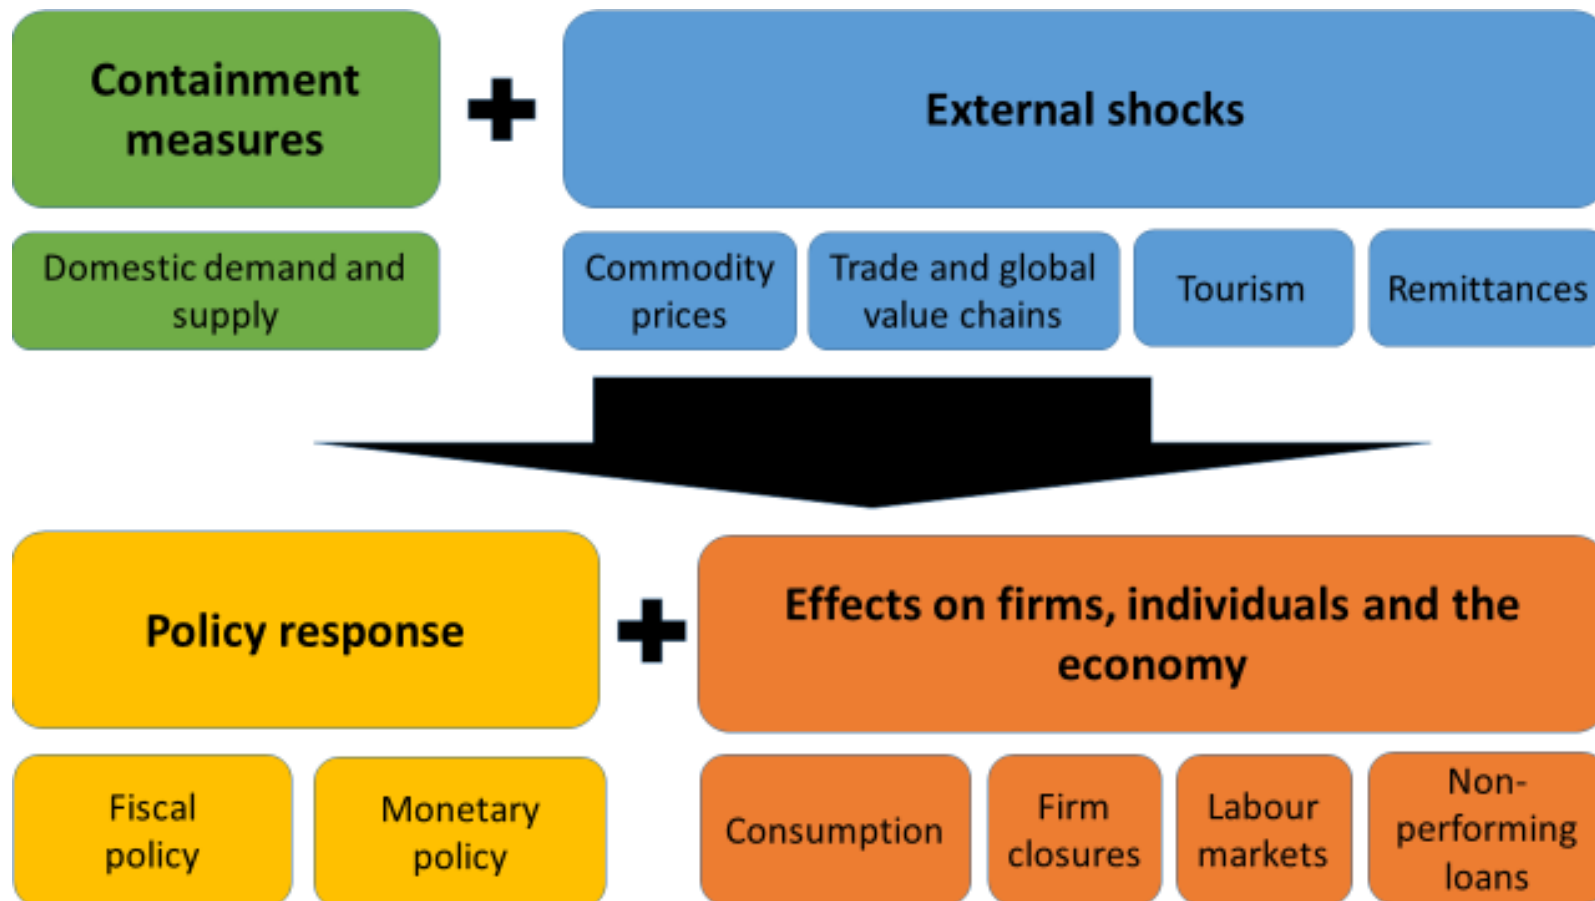 Containment
measures
External shocks
Domestic demand and
supply
Commodity
prices
Trade and global
value chains
Tourism
Remittances
Policy response
Effects on firms, individuals and the
economy
Fiscal
policy
Monetary
policy
Consumption
Firm
closures
Labour
markets
Non-
performing
loans